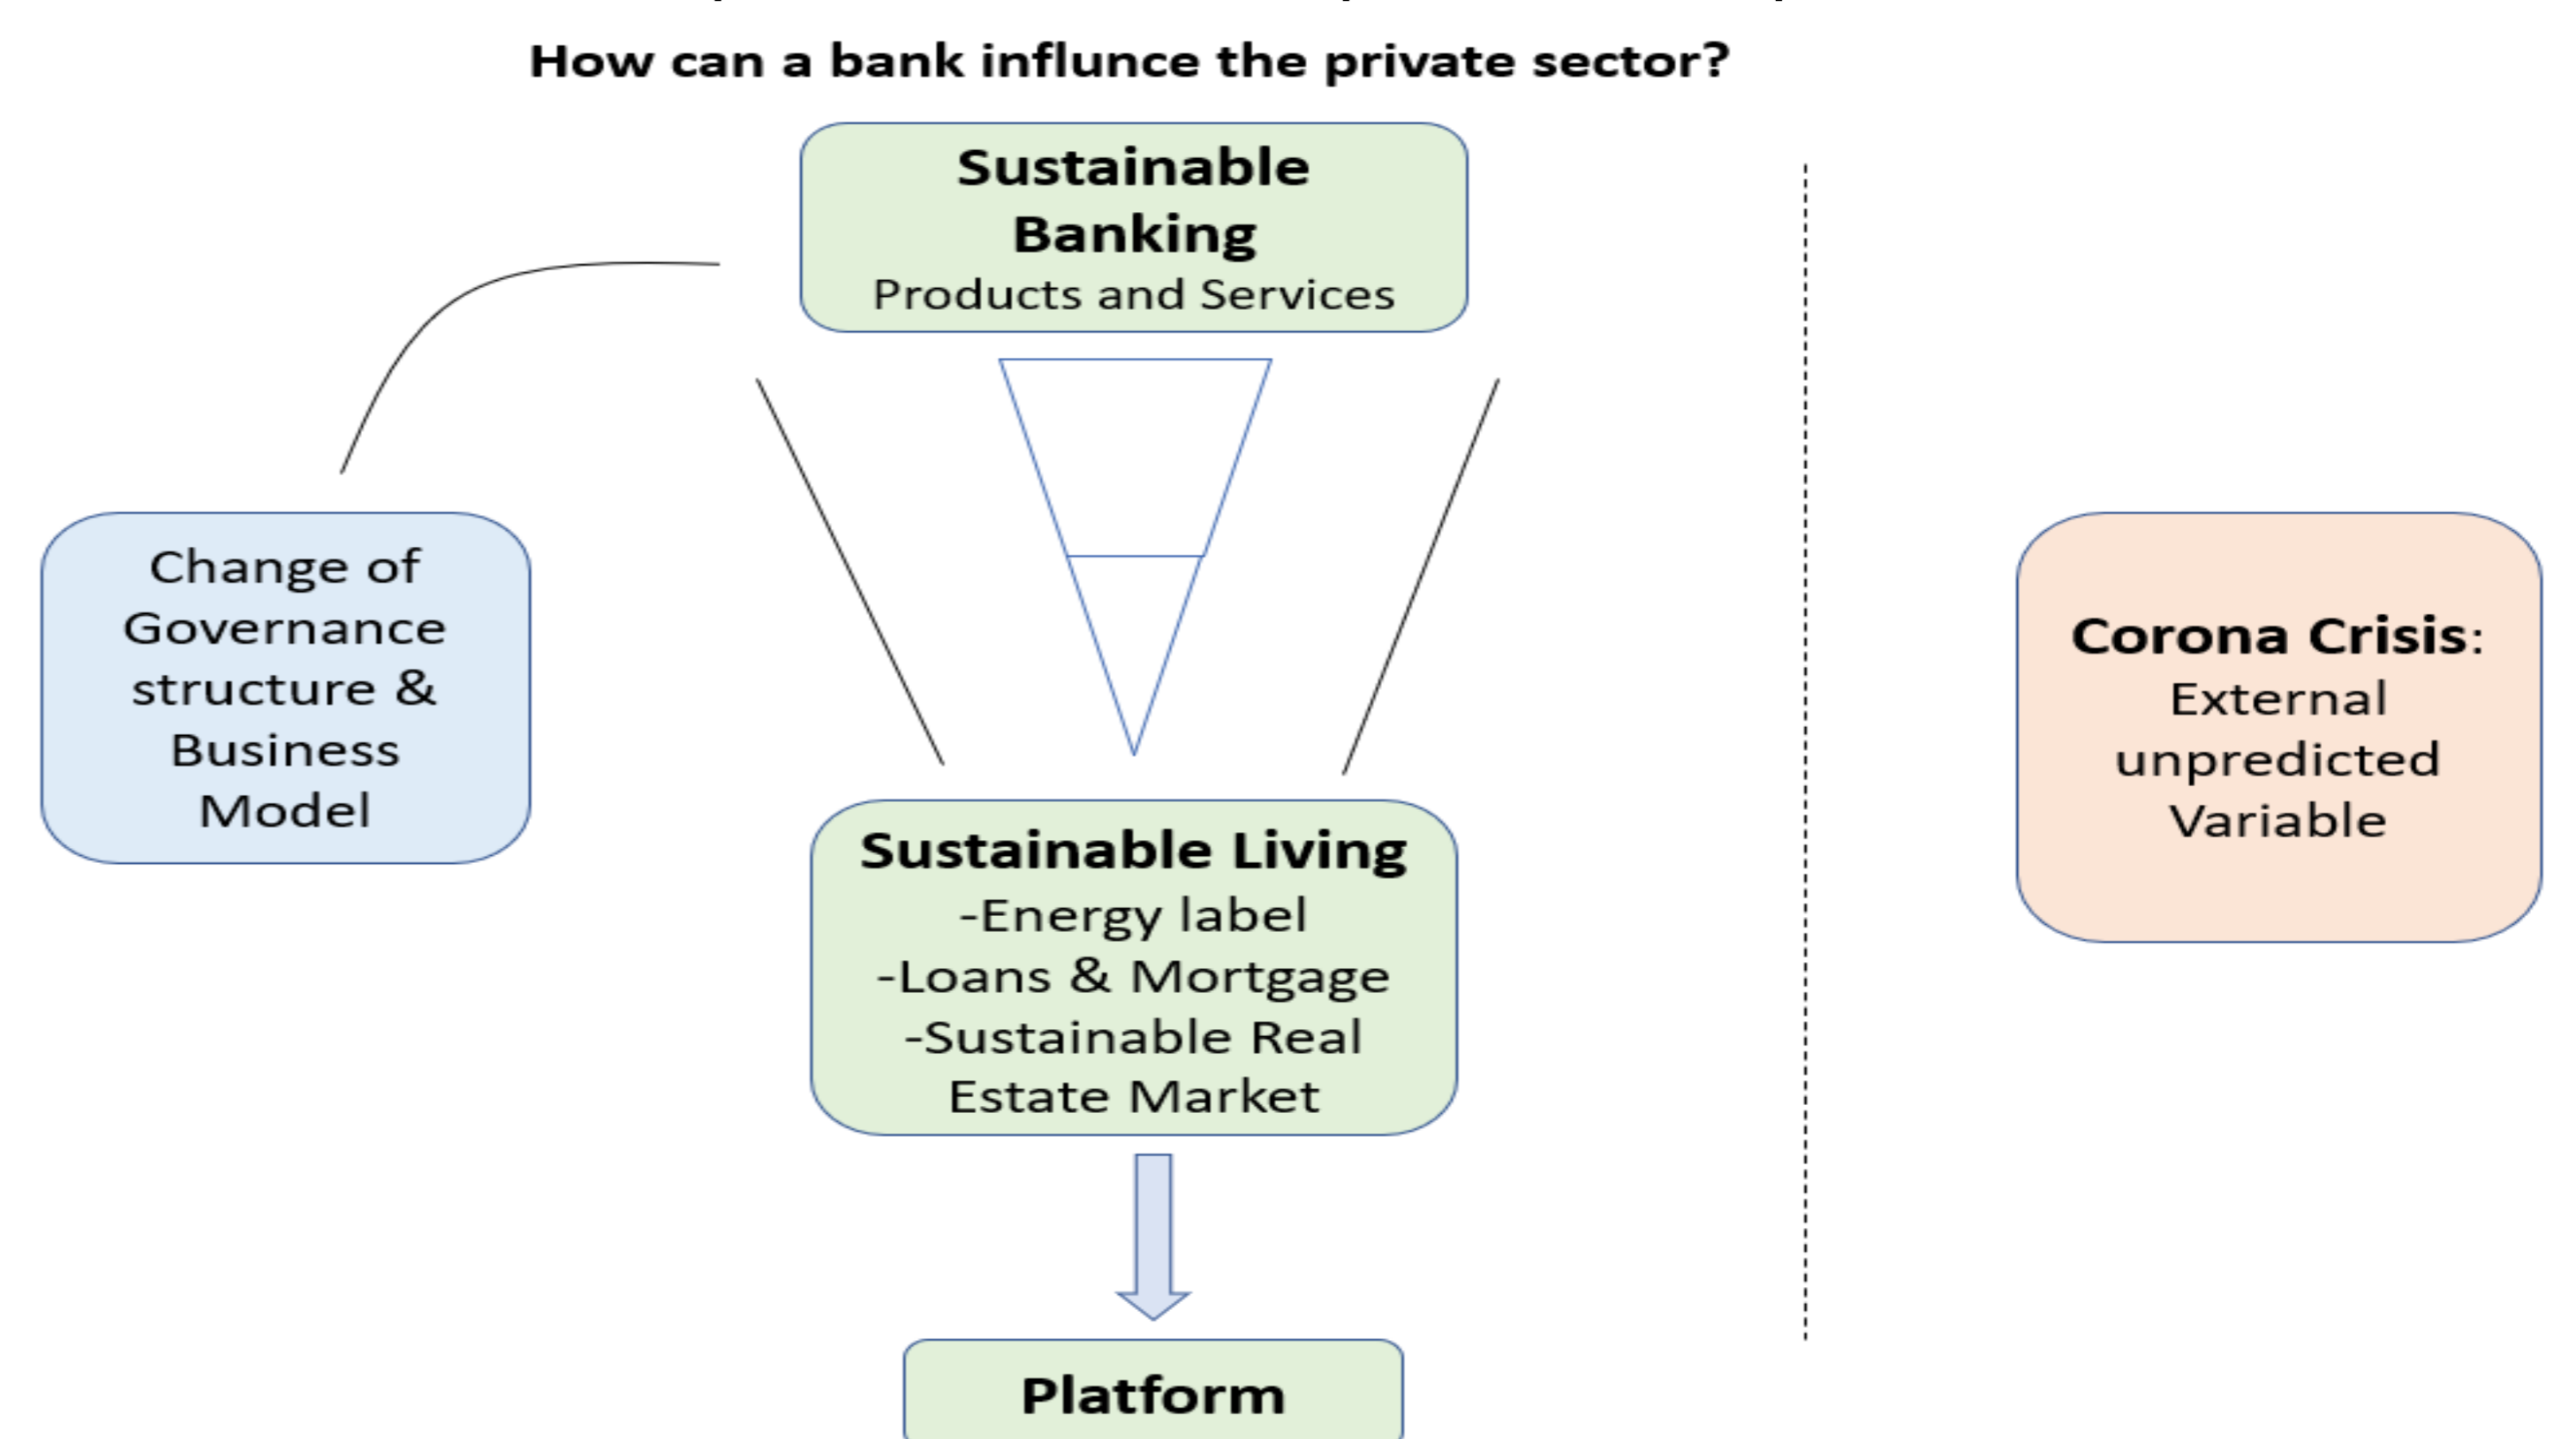 How can a bank influnce the private sector?
Sustainable
Banking
Products and Services
Change of
Governance
structure &
Business
Model
Corona Crisis:
External
unpredicted
Variable
Sustainable Living
-Energy label
-Loans & Mortgage
-Sustainable Real
Estate Market
Platform